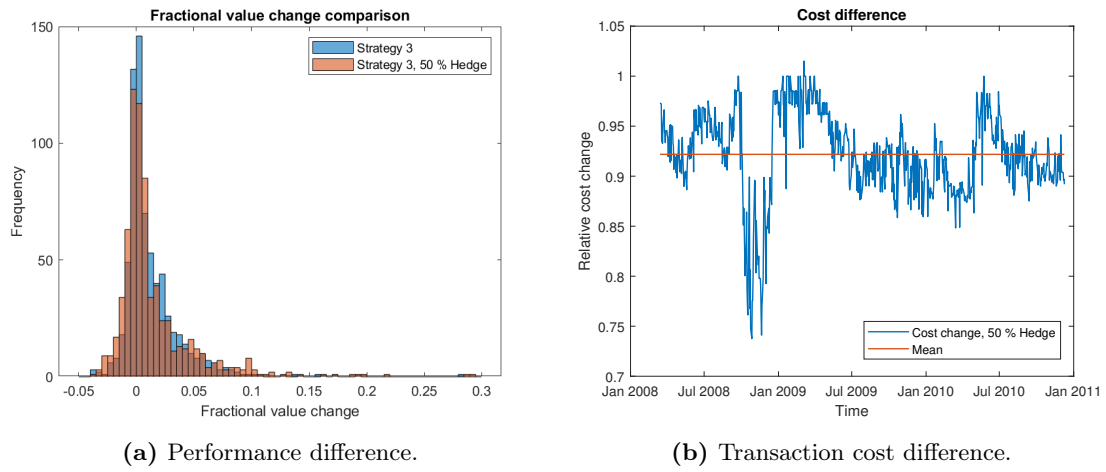 Fractional value change comparison
150
100
50
0
Frequency
-0.05 0 0.05 0.1 0.15 0.2 0.25 0.3
Fractional value change
Strategy 3
Strategy 3, 50 % Hedge
(a) Performance difference.
Cost difference
1.05
1
0.95
0.9
0.85
0.8
0.75
0.7
Relative cost change
Jan 2008 Jul 2008 Jan 2009 Jul 2009 Jan 2010 Jul 2010 Jan 2011
Time
Cost change, 50 % Hedge
Mean
(b) Transaction cost difference.